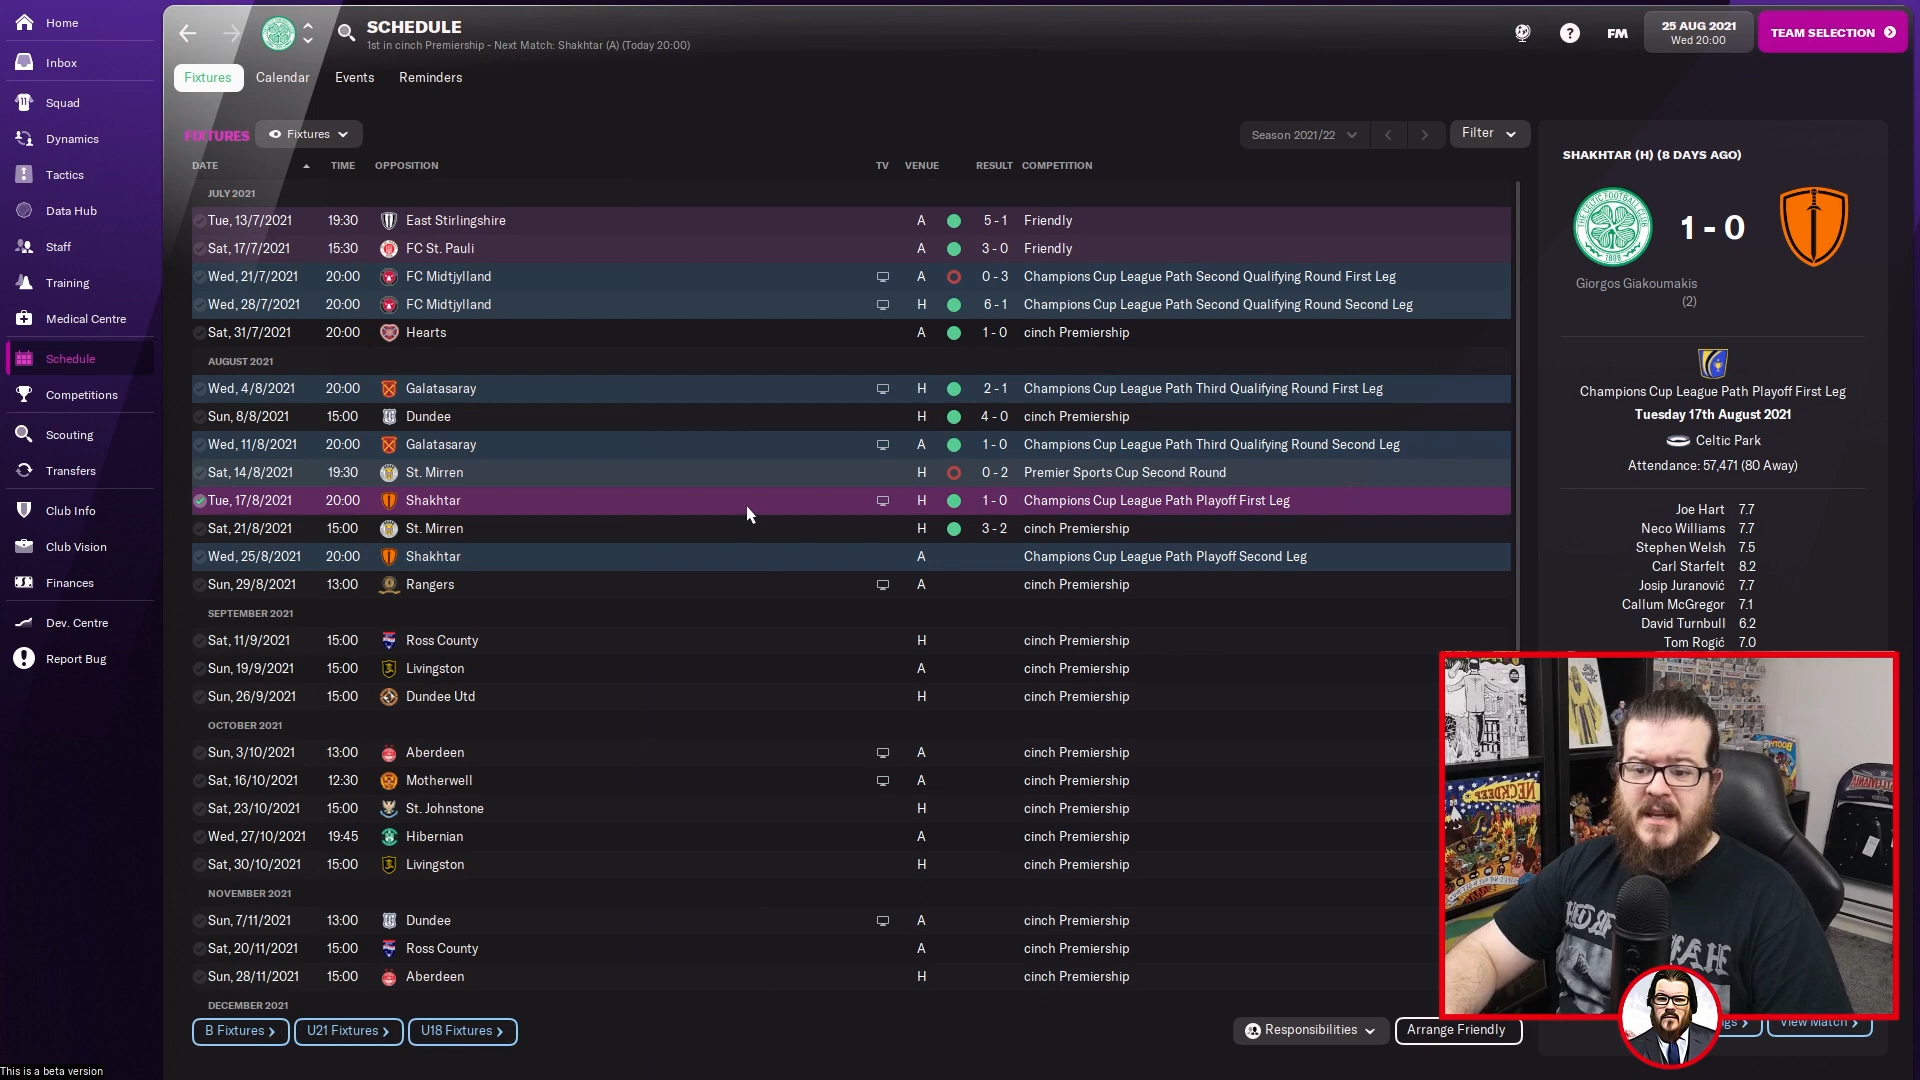 Home
Inbox
Squad
Dynamics
Tactics
Data Hub
Staff
Training
Medical Centre
Schedule
Competitions
Scouting
Transfers
Club Info
Club Vision
Finances
Dev. Centre
Report Bug
This is a beta version
SCHEDULE
1st in cinch Premiership - Next Match: Shakhtar (A) (Today 20:00)
FM
25 AUG 2021
Wed 20:00
TEAM SELECTION
Fixtures Calendar Events Reminders
FIXTURES Fixtures
Season 2021/22 Filter
DATE TIME OPPOSITION TV VENUE RESULT COMPETITION
JULY 2021
Tue, 13/7/2021 19:30 East Stirlingshire A 5 - 1 Friendly
Sat, 17/7/2021 15:30 FC St. Pauli A 3 - 0 Friendly
Wed, 21/7/2021 20:00 FC Midtjylland A 0 - 3 Champions Cup League Path Second Qualifying Round First Leg
Wed, 28/7/2021 20:00 FC Midtjylland H 6 - 1 Champions Cup League Path Second Qualifying Round Second Leg
Sat, 31/7/2021 20:00 Hearts A 1 - 0 cinch Premiership
AUGUST 2021
Wed, 4/8/2021 20:00 Galatasaray H 2 - 1 Champions Cup League Path Third Qualifying Round First Leg
Sun, 8/8/2021 15:00 Dundee H 4 - 0 cinch Premiership
Wed, 11/8/2021 20:00 Galatasaray A 1 - 0 Champions Cup League Path Third Qualifying Round Second Leg
Sat, 14/8/2021 19:30 St. Mirren H 0 - 2 Premier Sports Cup Second Round
Tue, 17/8/2021 20:00 Shakhtar H 1 - 0 Champions Cup League Path Playoff First Leg
Sat, 21/8/2021 15:00 St. Mirren H 3 - 2 cinch Premiership
Wed, 25/8/2021 20:00 Shakhtar A Champions Cup League Path Playoff Second Leg
Sun, 29/8/2021 13:00 Rangers A cinch Premiership
SEPTEMBER 2021
Sat, 11/9/2021 15:00 Ross County H cinch Premiership
Sun, 19/9/2021 15:00 Livingston A cinch Premiership
Sun, 26/9/2021 15:00 Dundee Utd H cinch Premiership
OCTOBER 2021
Sun, 3/10/2021 13:00 Aberdeen A cinch Premiership
Sat, 16/10/2021 12:30 Motherwell A cinch Premiership
Sat, 23/10/2021 15:00 St. Johnstone H cinch Premiership
Wed, 27/10/2021 19:45 Hibernian A cinch Premiership
Sat, 30/10/2021 15:00 Livingston H cinch Premiership
NOVEMBER 2021
Sun, 7/11/2021 13:00 Dundee A cinch Premiership
Sat, 20/11/2021 15:00 Ross County A cinch Premiership
Sun, 28/11/2021 15:00 Aberdeen H cinch Premiership
DECEMBER 2021
B Fixtures U21 Fixtures U18 Fixtures
Responsibilities Arrange Friendly View Match
SHAKHTAR (H) (8 DAYS AGO)
1 - 0
Giorgos Giakoumakis
(2)
Champions Cup League Path Playoff First Leg
Tuesday 17th August 2021
Celtic Park
Attendance: 57,471 (80 Away)
Joe Hart 7.7
Neco Williams 7.7
Stephen Welsh 7.5
Carl Starfelt 8.2
Josip Juranović 7.7
Callum McGregor 7.1
David Turnbull 6.2
Tom Rogić 7.0
NECK DEEP